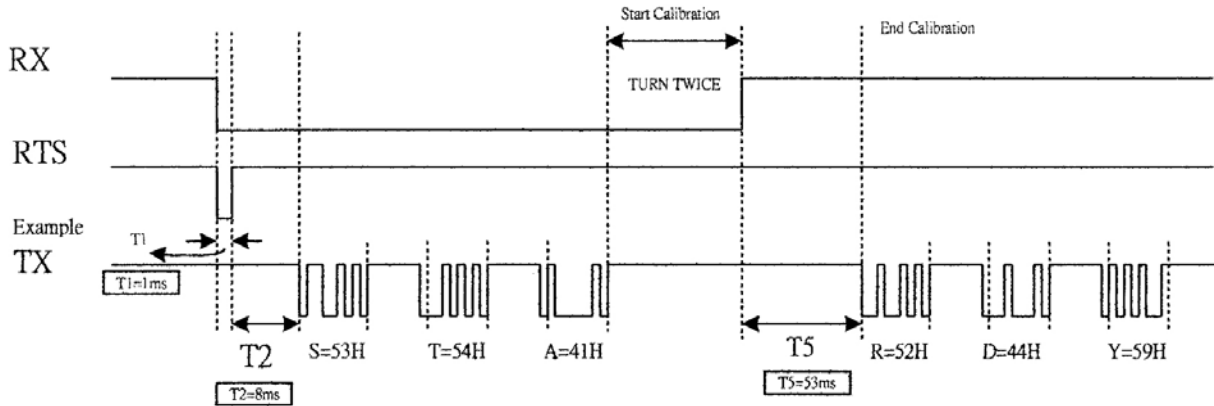 Start Calibration
End Calibration
RX
TURN TWICE
RTS
Example
T1
TX
T1=1ms
T2
S=53H
T=54H
A=41H
T5
R=52H
D=44H
Y=59H
T2=8ms
T5=53ms